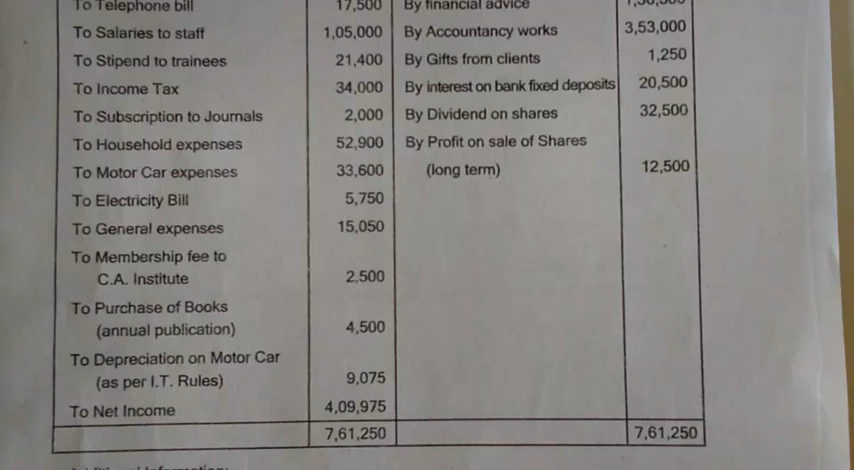 To Telephone bill 17,500 By financial advice
To Salaries to staff 1,05,000 By Accountancy works 3,53,000
To Stipend to trainees 21,400 By Gifts from clients 1,250
To Income Tax 34,000 By interest on bank fixed deposits 20,500
To Subscription to Journals 2,000 By Dividend on shares 32,500
To Household expenses 52,900 By Profit on sale of Shares
To Motor Car expenses 33,600 (long term) 12,500
To Electricity Bill 5,750
To General expenses 15,050
To Membership fee to
C.A. Institute 2,500
To Purchase of Books
(annual publication) 4,500
To Depreciation on Motor Car
(as per I.T. Rules) 9,075
To Net Income 4,09,975
7,61,250 7,61,250